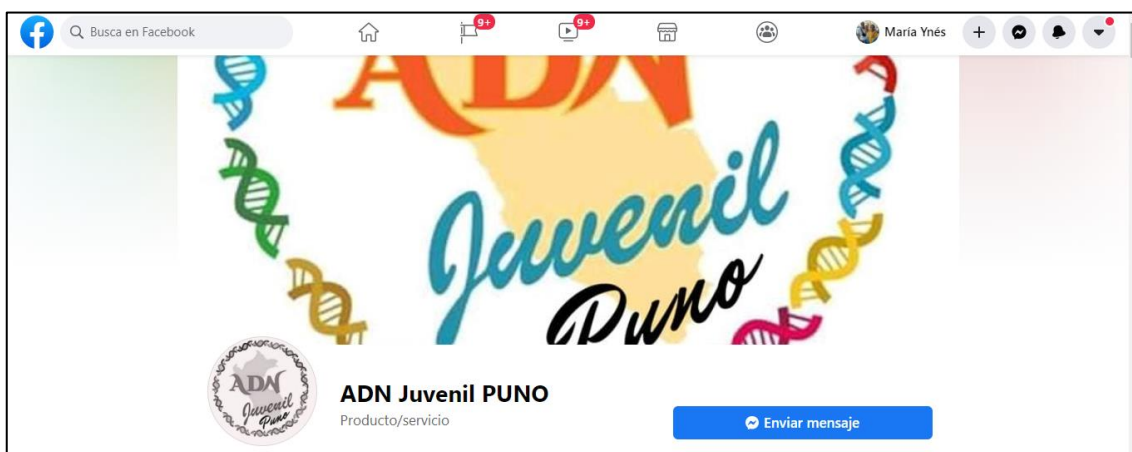 Busca en Facebook
9+
9+
María Ynés
ADN
Juvenil
Puno
ADN
Juvenil
Puno
ADN Juvenil PUNO
Producto/servicio
Enviar mensaje